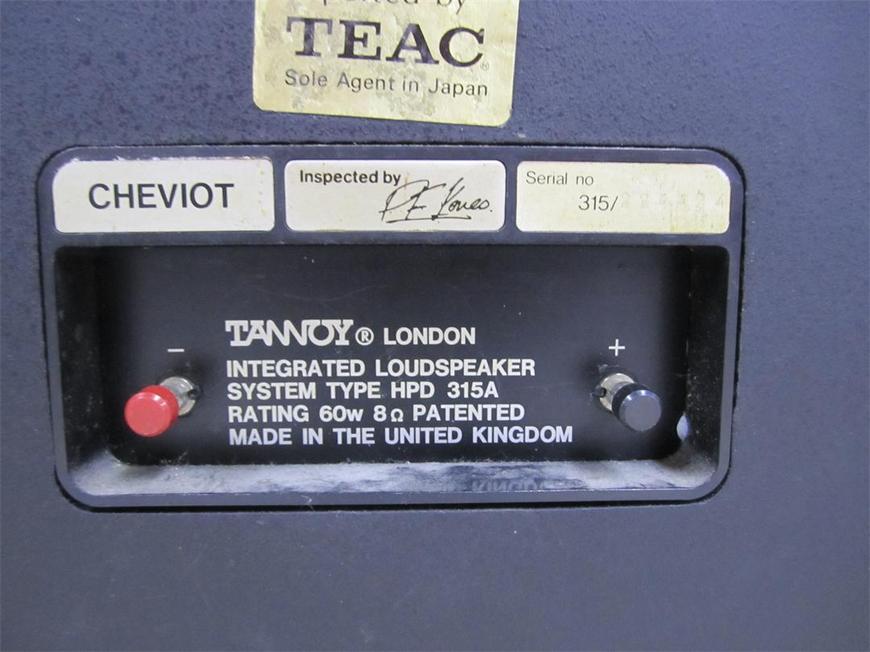 by
TEAC®
Sole Agent in Japan
CHEVIOT
Inspected by
Serial no
315/
− +
TANNOY® LONDON
INTEGRATED LOUDSPEAKER
SYSTEM TYPE HPD 315A
RATING 60w 8Ω PATENTED
MADE IN THE UNITED KINGDOM